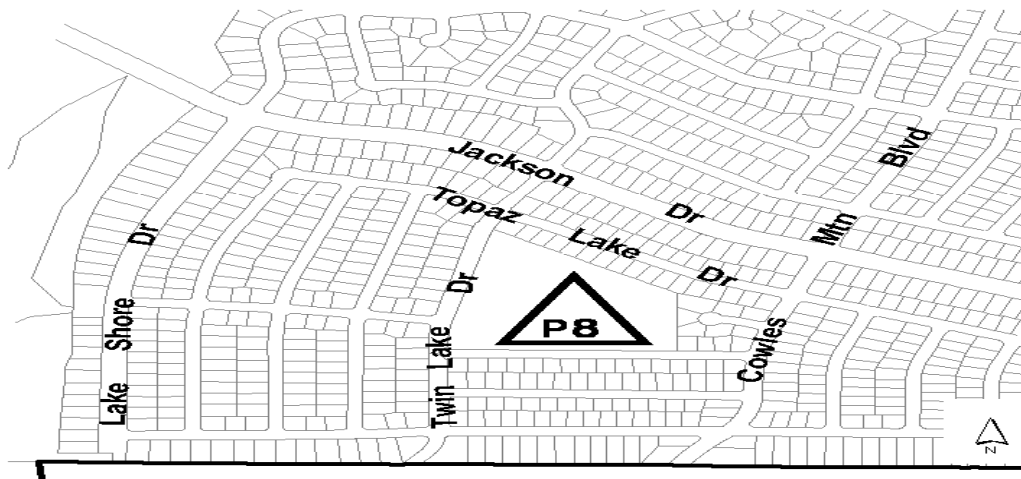 Jackson Dr
Topaz Lake Dr
Cowles Mtn Blvd
Lake Shore Dr
Twin Lake Dr
P8
N